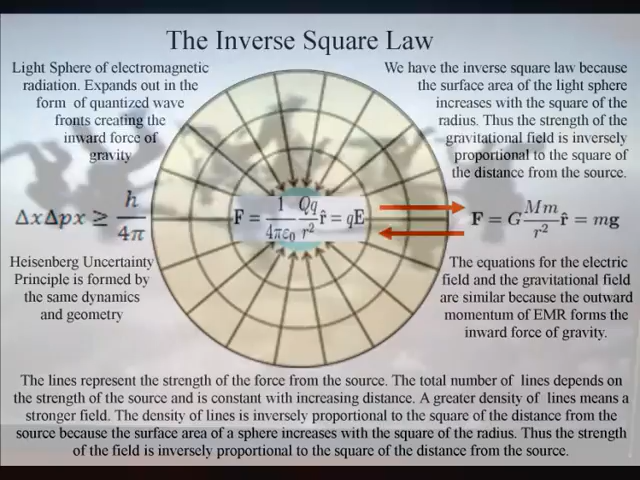 The Inverse Square Law
Light Sphere of electromagnetic
radiation. Expands out in the
form of quantized wave
fronts creating the
inward force of
gravity
We have the inverse square law because
the surface area of the light sphere
increases with the square of the
radius. Thus the strength of the
gravitational field is inversely
proportional to the square of
the distance from the source.
ΔxΔpx ≥ h/4π
F = 1/4πε₀ Qq/r² r̂ = qE
F = G Mm/r² r̂ = mg
Heisenberg Uncertainty
Principle is formed by
the same dynamics
and geometry
The equations for the electric
field and the gravitational field
are similar because the outward
momentum of EMR forms the
inward force of gravity.
The lines represent the strength of the force from the source. The total number of lines depends on
the strength of the source and is constant with increasing distance. A greater density of lines means a
stronger field. The density of lines is inversely proportional to the square of the distance from the
source because the surface area of a sphere increases with the square of the radius. Thus the strength
of the field is inversely proportional to the square of the distance from the source.